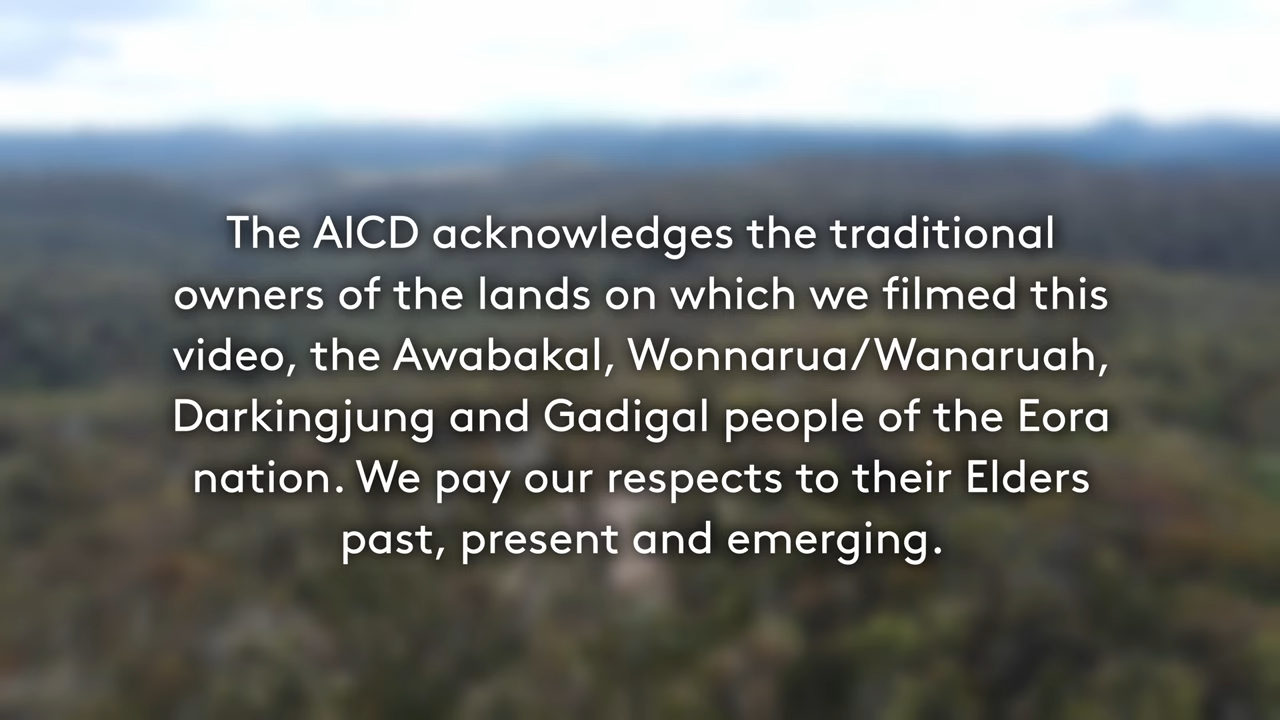 The AICD acknowledges the traditional
owners of the lands on which we filmed this
video, the Awabakal, Wonnarua/Wanaruah,
Darkingjung and Gadigal people of the Eora
nation. We pay our respects to their Elders
past, present and emerging.